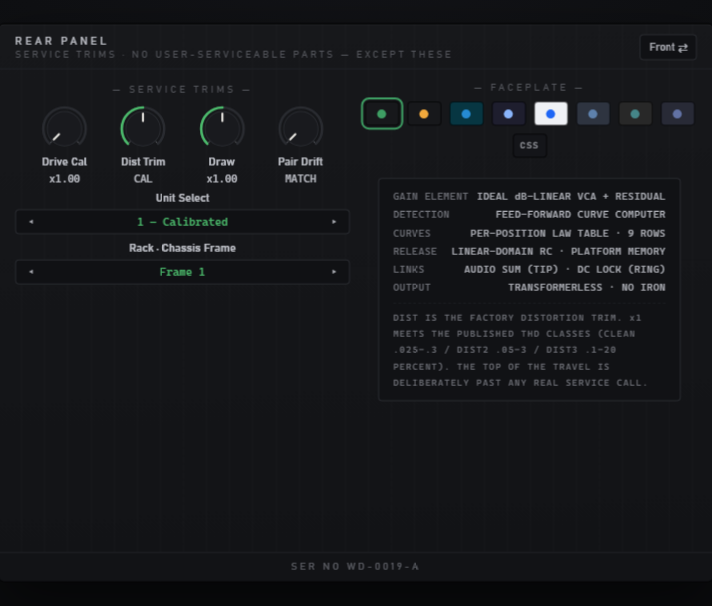 REAR PANEL
SERVICE TRIMS · NO USER-SERVICEABLE PARTS — EXCEPT THESE
Front ⇄
— SERVICE TRIMS —
Drive Cal
x1.00
Dist Trim
CAL
Draw
x1.00
Pair Drift
MATCH
Unit Select
◂ 1 — Calibrated ▸
Rack · Chassis Frame
◂ Frame 1 ▸
— FACEPLATE —
CSS
GAIN ELEMENT IDEAL dB-LINEAR VCA + RESIDUAL
DETECTION FEED-FORWARD CURVE COMPUTER
CURVES PER-POSITION LAW TABLE · 9 ROWS
RELEASE LINEAR-DOMAIN RC · PLATFORM MEMORY
LINKS AUDIO SUM (TIP) · DC LOCK (RING)
OUTPUT TRANSFORMERLESS · NO IRON
DIST IS THE FACTORY DISTORTION TRIM. x1
MEETS THE PUBLISHED THD CLASSES (CLEAN
.025-.3 / DIST2 .05-3 / DIST3 .1-20
PERCENT). THE TOP OF THE TRAVEL IS
DELIBERATELY PAST ANY REAL SERVICE CALL.
SER NO WD-0019-A